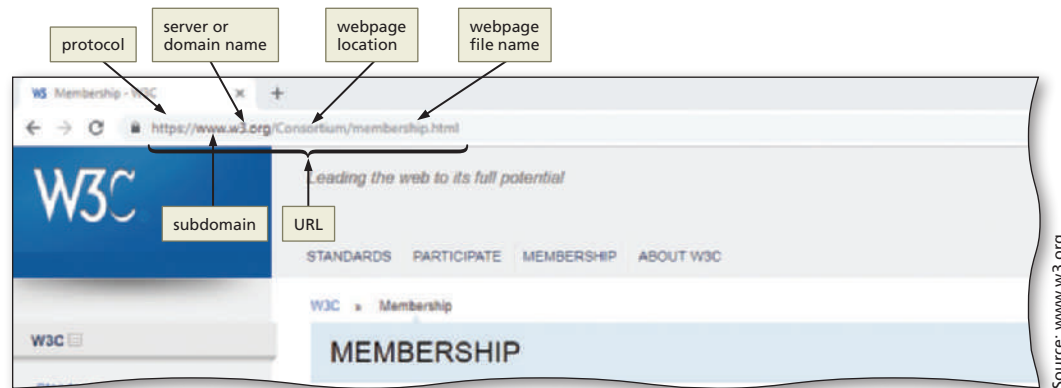 protocol
server or
domain name
webpage
location
webpage
file name
Membership - W3C
https://www.w3.org/Consortium/membership.html
W3C
Leading the web to its full potential
subdomain
URL
STANDARDS PARTICIPATE MEMBERSHIP ABOUT W3C
W3C » Membership
W3C
MEMBERSHIP
Source: www.w3.org